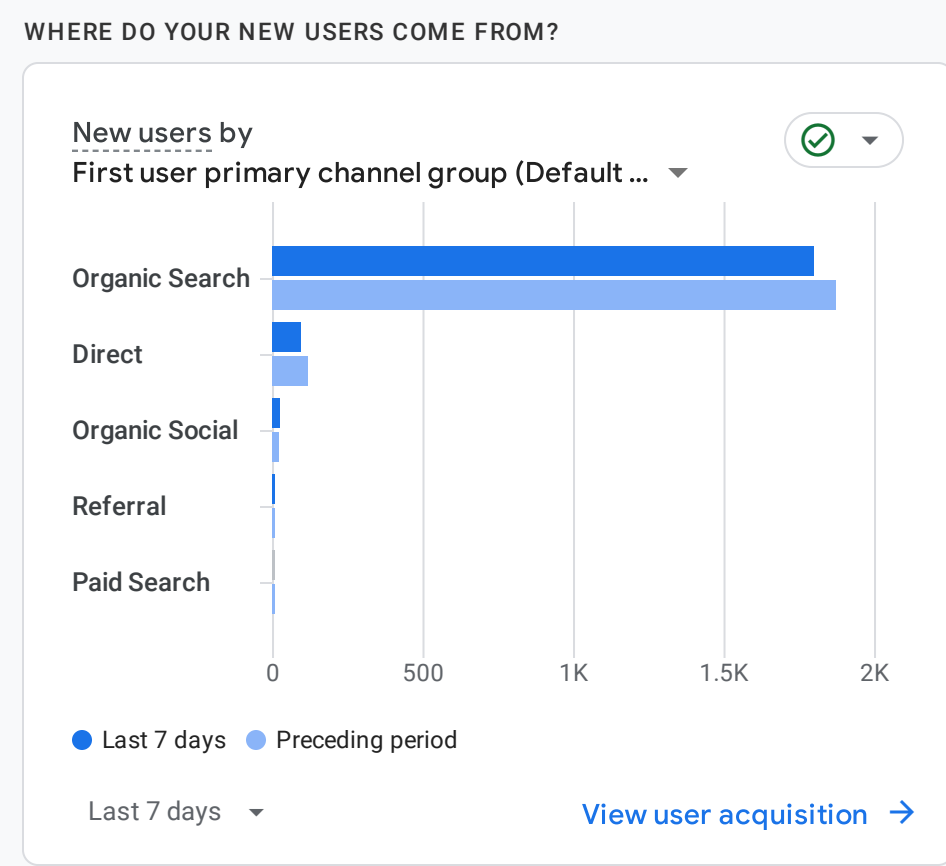 WHERE DO YOUR NEW USERS COME FROM?
New users by
First user primary channel group (Default ...
Organic Search
Direct
Organic Social
Referral
Paid Search
0 500 1K 1.5K 2K
Last 7 days Preceding period
Last 7 days View user acquisition